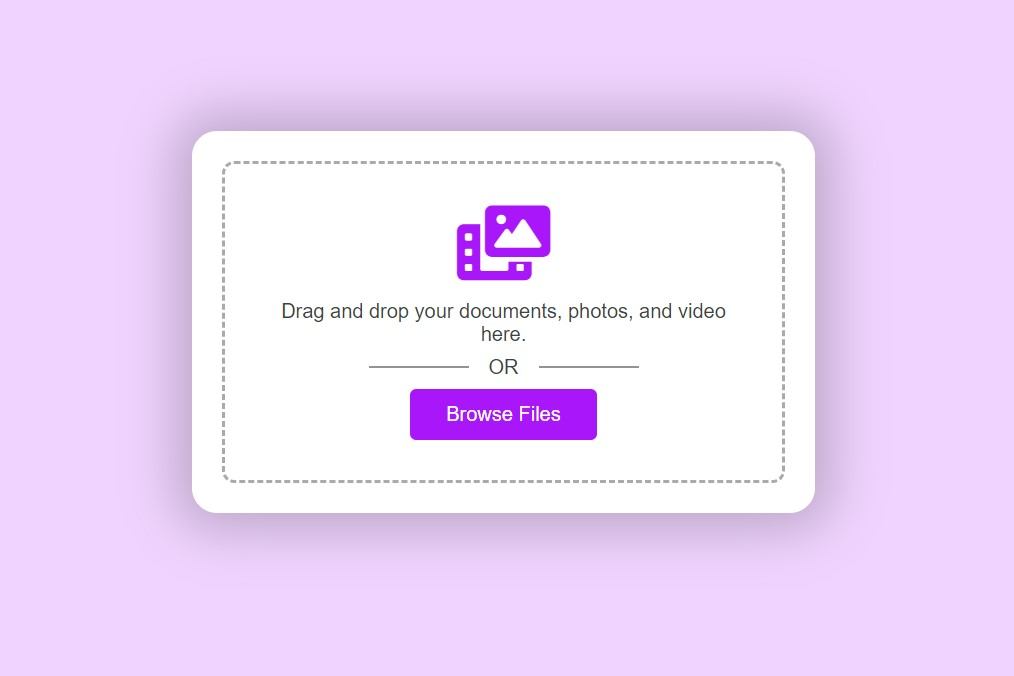 Drag and drop your documents, photos, and video
here.
OR
Browse Files